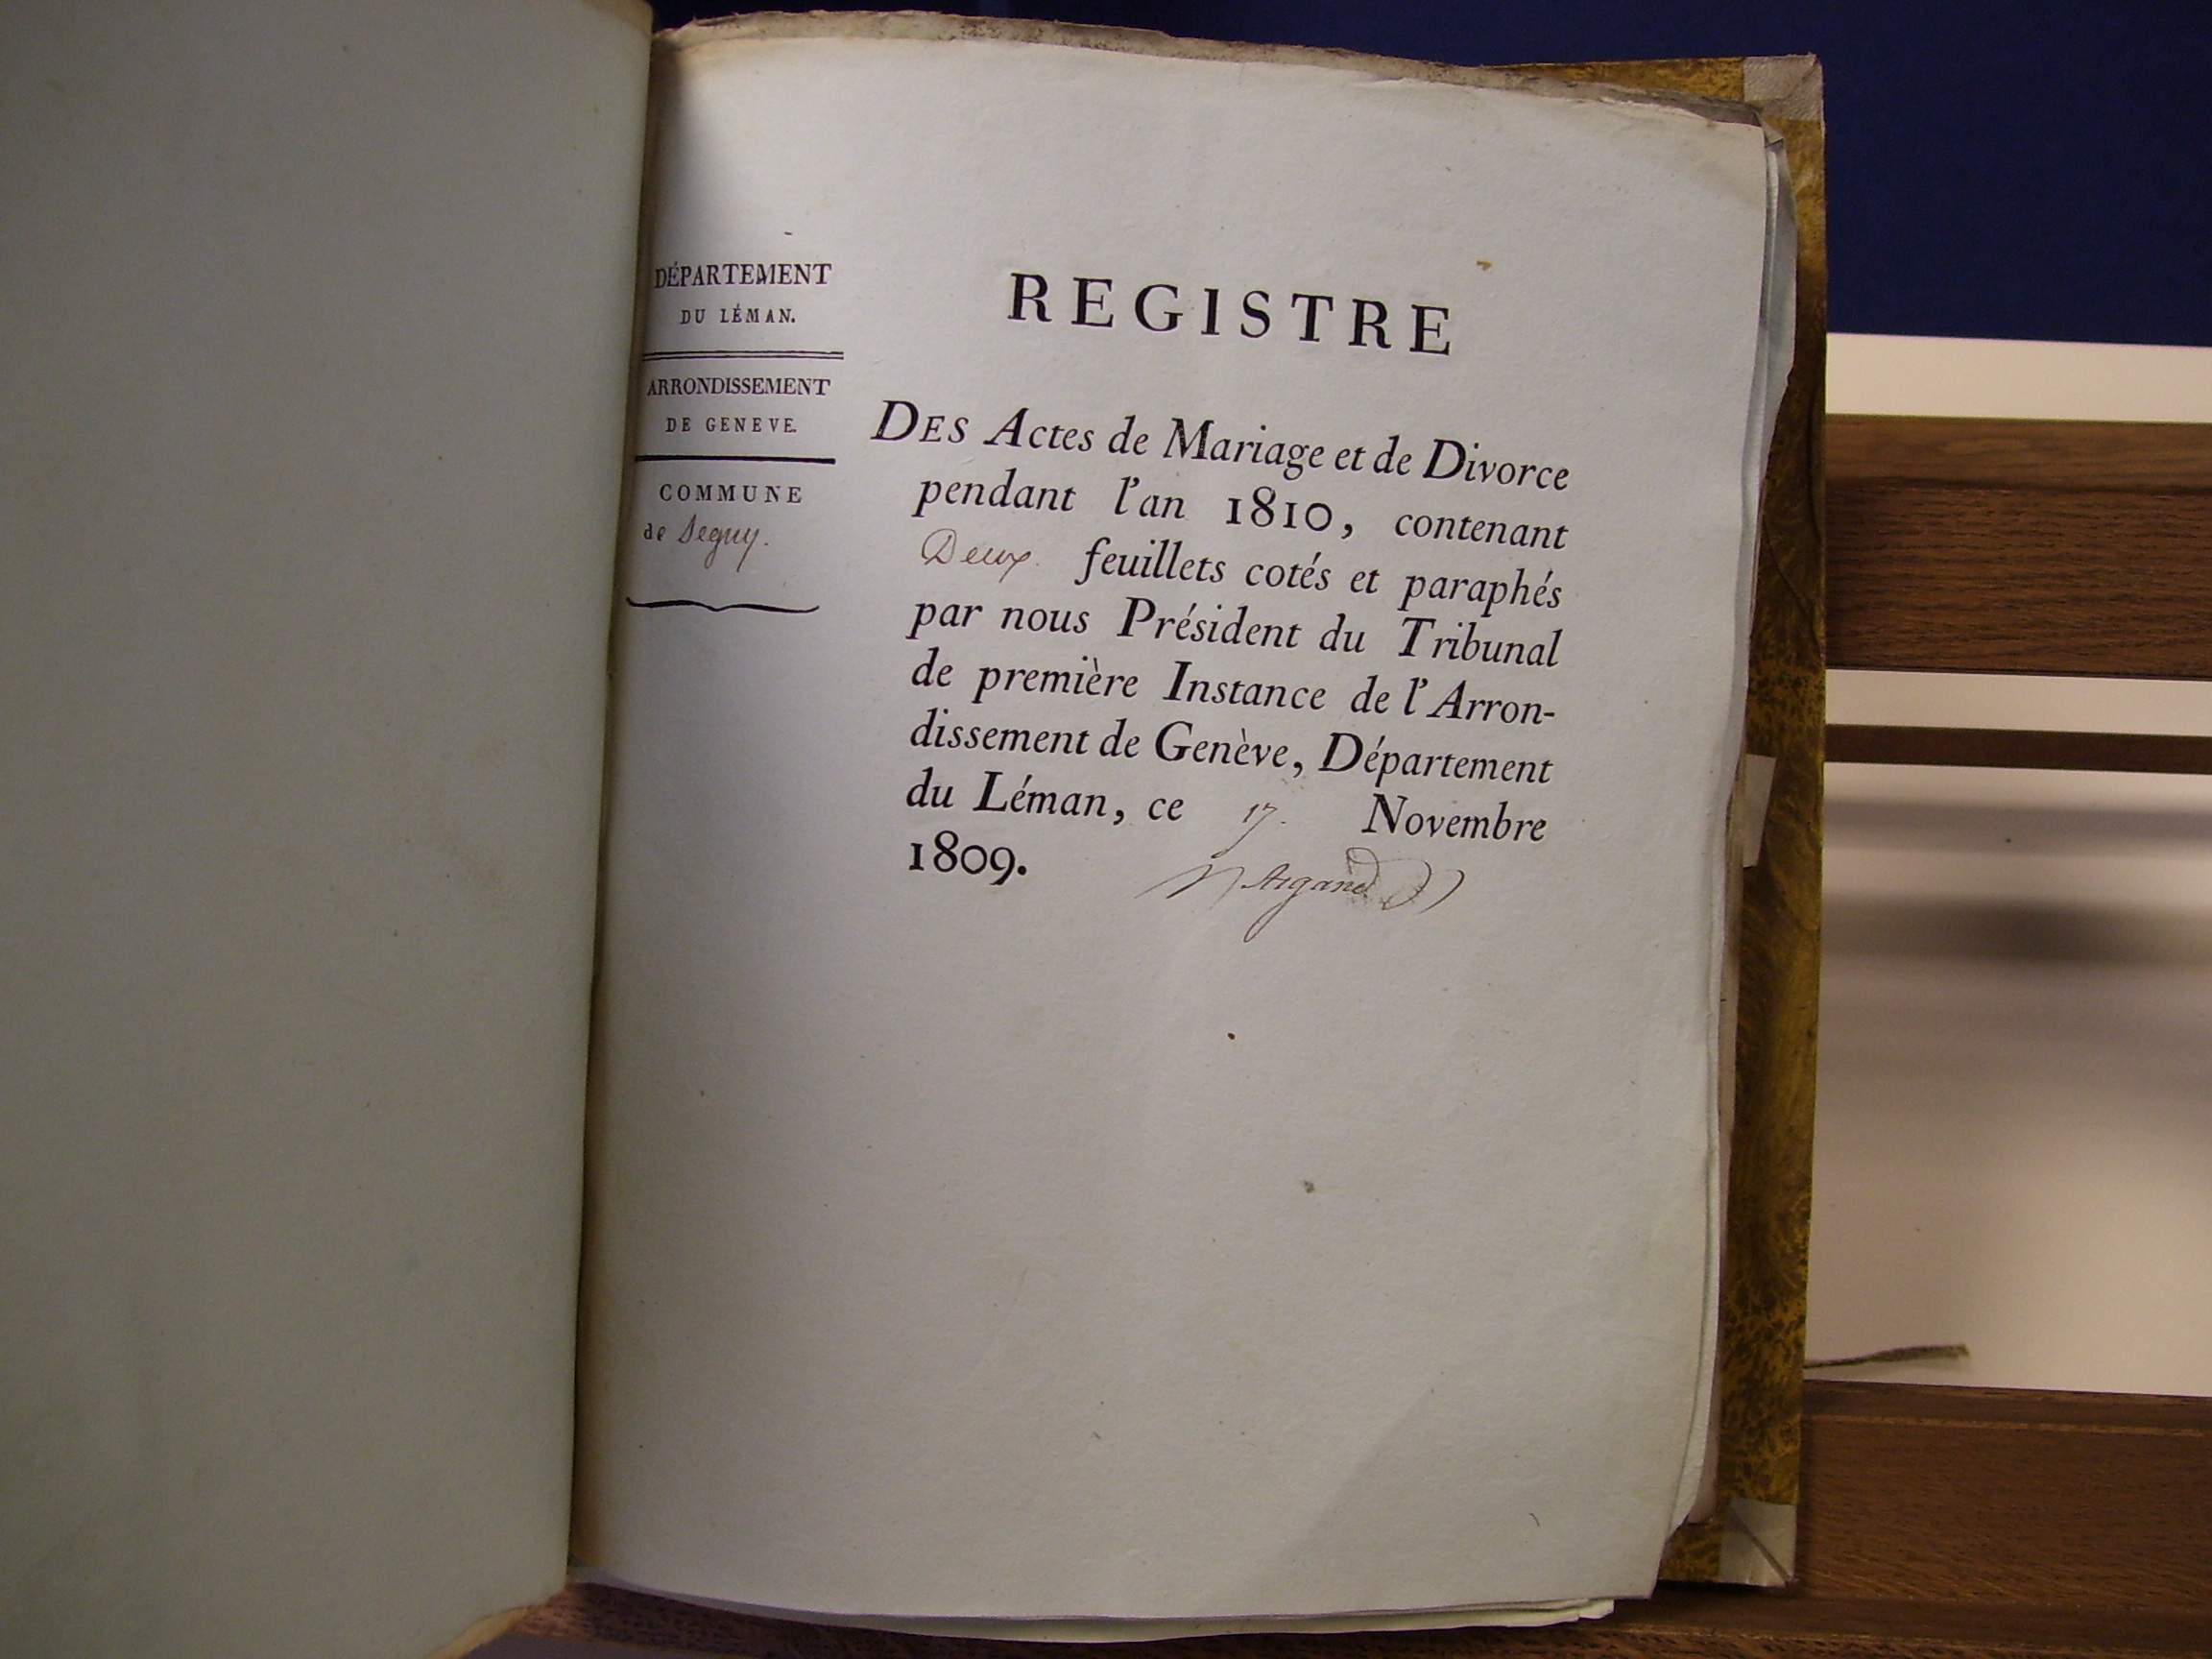 DÉPARTEMENT
DU LÉMAN.
ARRONDISSEMENT
DE GENEVE.
COMMUNE
de Segny.
REGISTRE
DES Actes de Mariage et de Divorce
pendant l'an 1810, contenant
Deux feuillets cotés et paraphés
par nous Président du Tribunal
de première Instance de l'Arron-
dissement de Genève, Département
du Léman, ce 17. Novembre
1809.
Argand